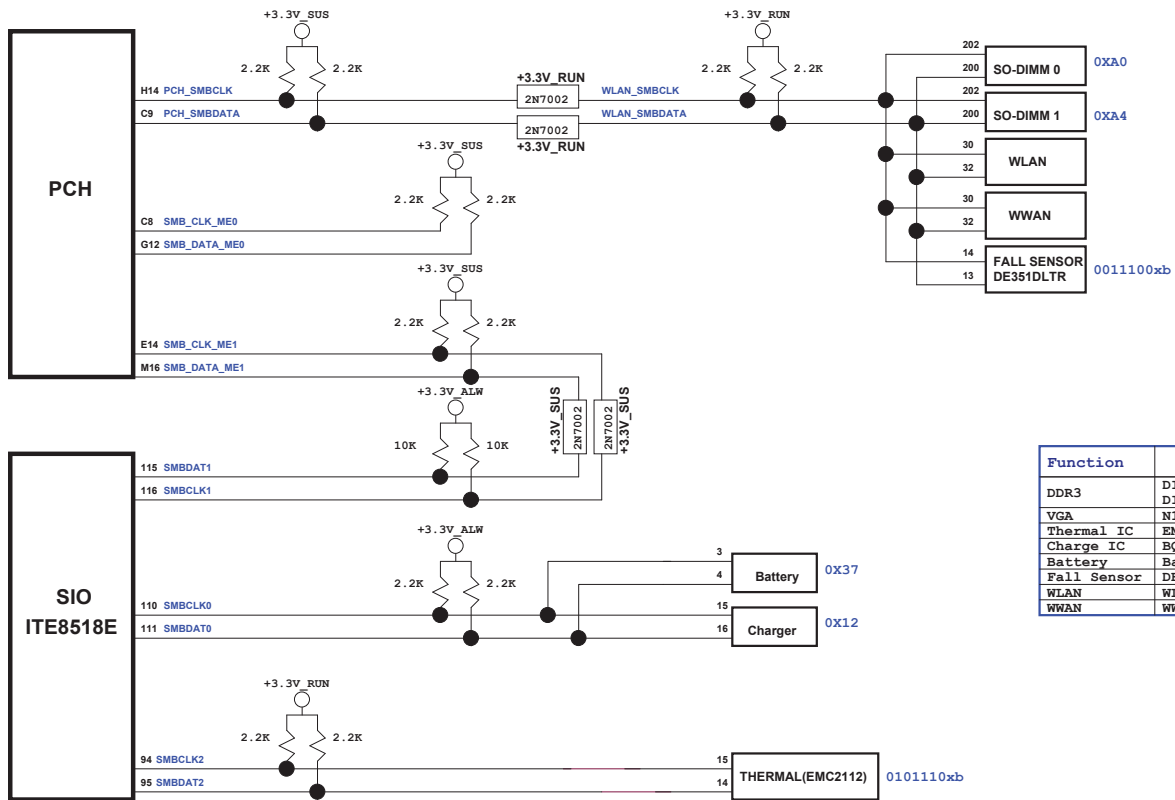 +3.3V_SUS
+3.3V_RUN
2.2K 2.2K
2.2K 2.2K
202
200
SO-DIMM 0
0XA0
H14 PCH_SMBCLK
+3.3V_RUN
2N7002
WLAN_SMBCLK
C9 PCH_SMBDATA
2N7002
+3.3V_RUN
WLAN_SMBDATA
202
200
SO-DIMM 1
0XA4
PCH
+3.3V_SUS
2.2K 2.2K
30
32
WLAN
C8 SMB_CLK_ME0
G12 SMB_DATA_ME0
30
32
WWAN
14
13
FALL SENSOR
DE351DLTR
0011100xb
+3.3V_SUS
2.2K 2.2K
E14 SMB_CLK_ME1
M16 SMB_DATA_ME1
+3.3V_ALW
10K 10K
+3.3V_SUS
2N7002
2N7002
+3.3V_SUS
115 SMBDAT1
116 SMBCLK1
SIO
ITE8518E
+3.3V_ALW
2.2K 2.2K
3
4
Battery
0X37
110 SMBCLK0
111 SMBDAT0
15
16
Charger
0X12
+3.3V_RUN
2.2K 2.2K
94 SMBCLK2
95 SMBDAT2
15
14
THERMAL(EMC2112)
0101110xb
Function
DDR3
VGA
Thermal IC
Charge IC
Battery Ba
Fall Sensor
WLAN
WWAN